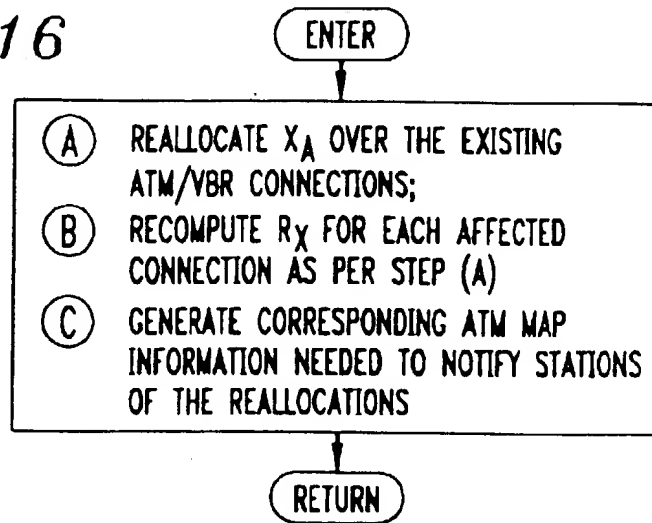 16
ENTER
A REALLOCATE XA OVER THE EXISTING
ATM/VBR CONNECTIONS;
B RECOMPUTE RX FOR EACH AFFECTED
CONNECTION AS PER STEP (A)
C GENERATE CORRESPONDING ATM MAP
INFORMATION NEEDED TO NOTIFY STATIONS
OF THE REALLOCATIONS
RETURN